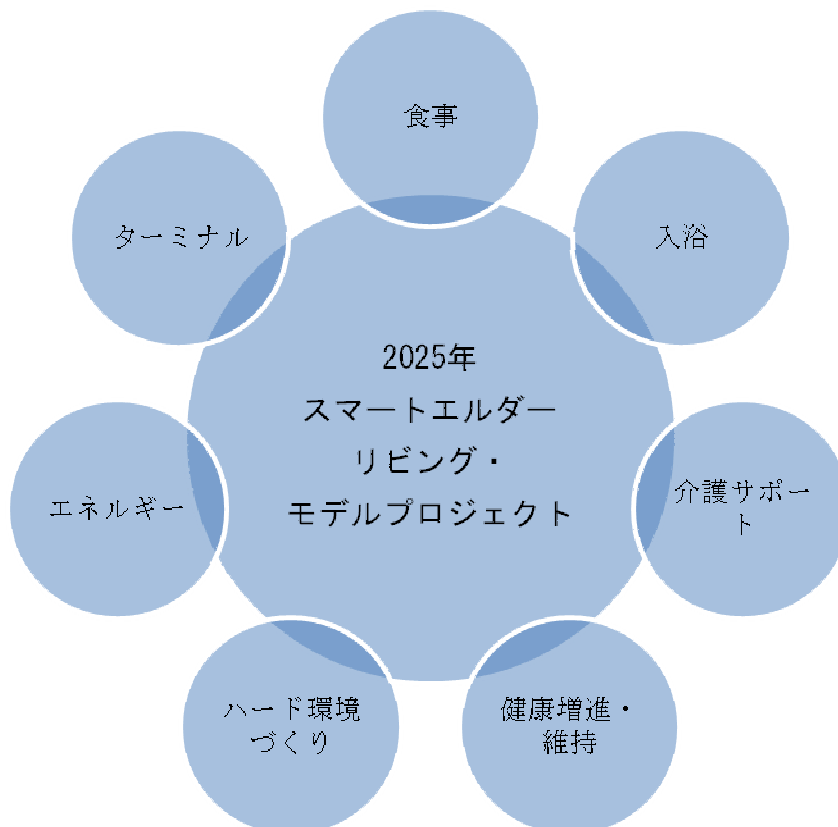 食事
入浴
介護サポー
ト
健康増進・
維持
ハード環境
づくり
エネルギー
ターミナル
2025年
スマートエルダー
リビング・
モデルプロジェクト